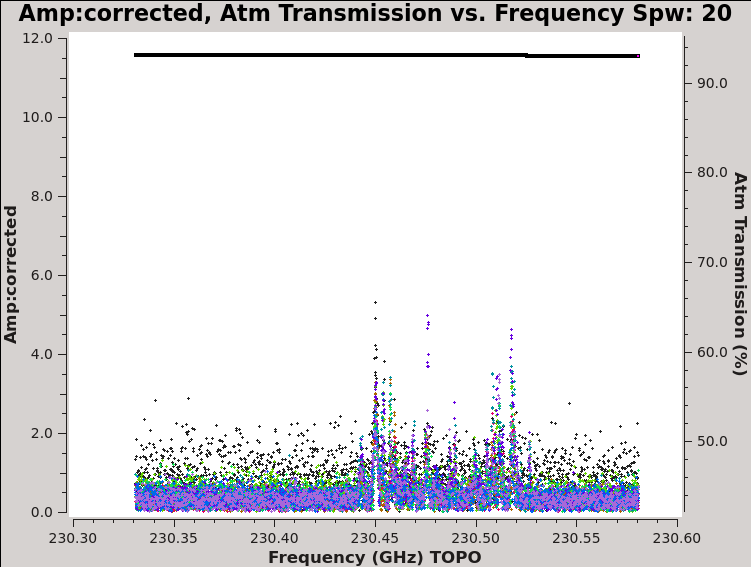 Amp:corrected, Atm Transmission vs. Frequency Spw: 20
12.0
10.0
8.0
6.0
4.0
2.0
0.0
Amp:corrected
90.0
80.0
70.0
60.0
50.0
Atm Transmission (%)
230.30 230.35 230.40 230.45 230.50 230.55 230.60
Frequency (GHz) TOPO